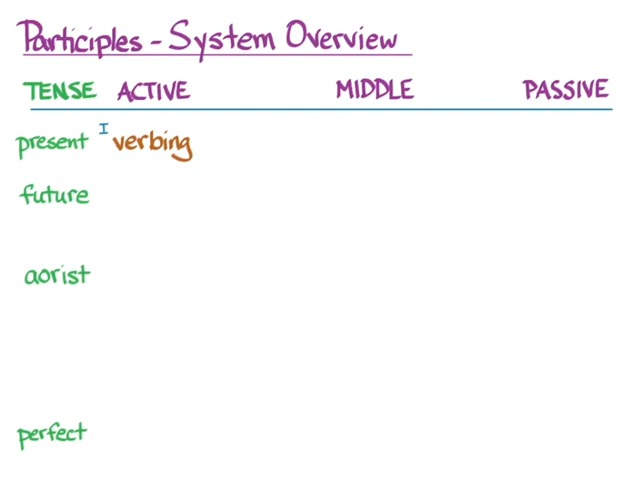 Participles - System Overview
TENSE ACTIVE MIDDLE PASSIVE
present I verbing
future
aorist
perfect